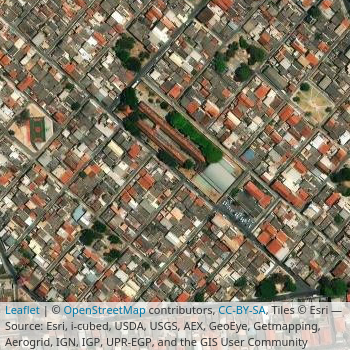 Leaflet | © OpenStreetMap contributors, CC-BY-SA, Tiles © Esri —
Source: Esri, i-cubed, USDA, USGS, AEX, GeoEye, Getmapping,
Aerogrid, IGN, IGP, UPR-EGP, and the GIS User Community